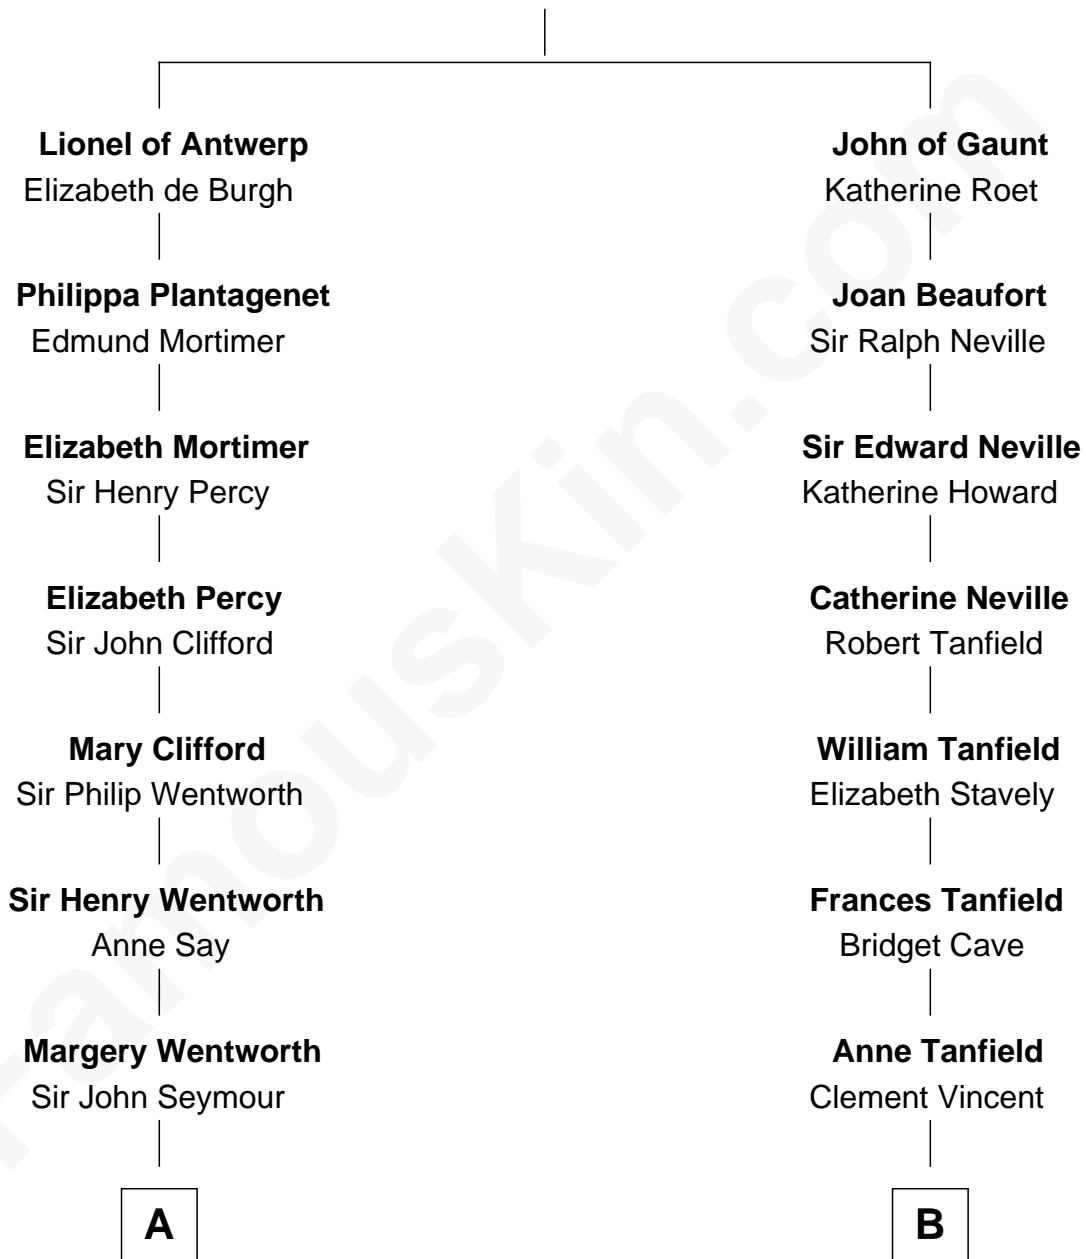 Lionel of Antwerp
Elizabeth de Burgh
Philippa Plantagenet
Edmund Mortimer
Elizabeth Mortimer
Sir Henry Percy
Elizabeth Percy
Sir John Clifford
Mary Clifford
Sir Philip Wentworth
Sir Henry Wentworth
Anne Say
Margery Wentworth
Sir John Seymour
A
John of Gaunt
Katherine Roet
Joan Beaufort
Sir Ralph Neville
Sir Edward Neville
Katherine Howard
Catherine Neville
Robert Tanfield
William Tanfield
Elizabeth Stavely
Frances Tanfield
Bridget Cave
Anne Tanfield
Clement Vincent
B
FamousKin.com